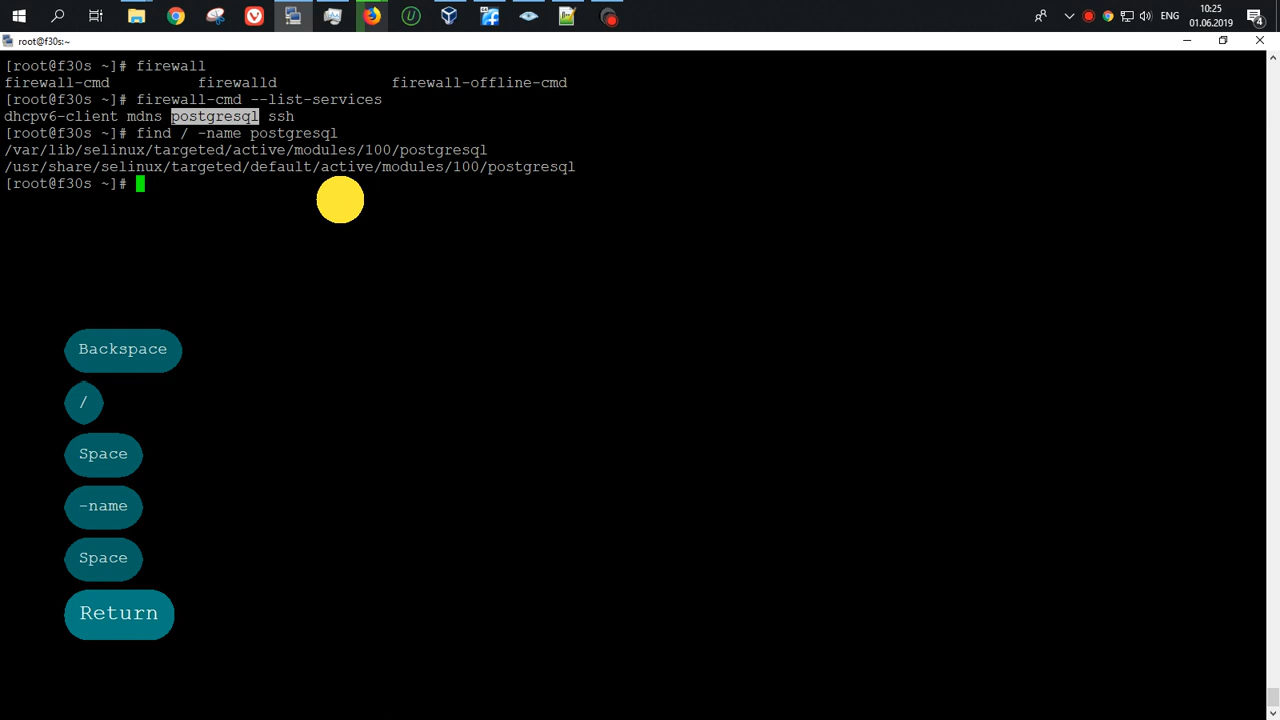 10:25
ENG
01.06.2019
4
root@f30s:~
[root@f30s ~]# firewall
firewall-cmd firewalld firewall-offline-cmd
[root@f30s ~]# firewall-cmd --list-services
dhcpv6-client mdns postgresql ssh
[root@f30s ~]# find / -name postgresql
/var/lib/selinux/targeted/active/modules/100/postgresql
/usr/share/selinux/targeted/default/active/modules/100/postgresql
[root@f30s ~]#
Backspace
/
Space
-name
Space
Return